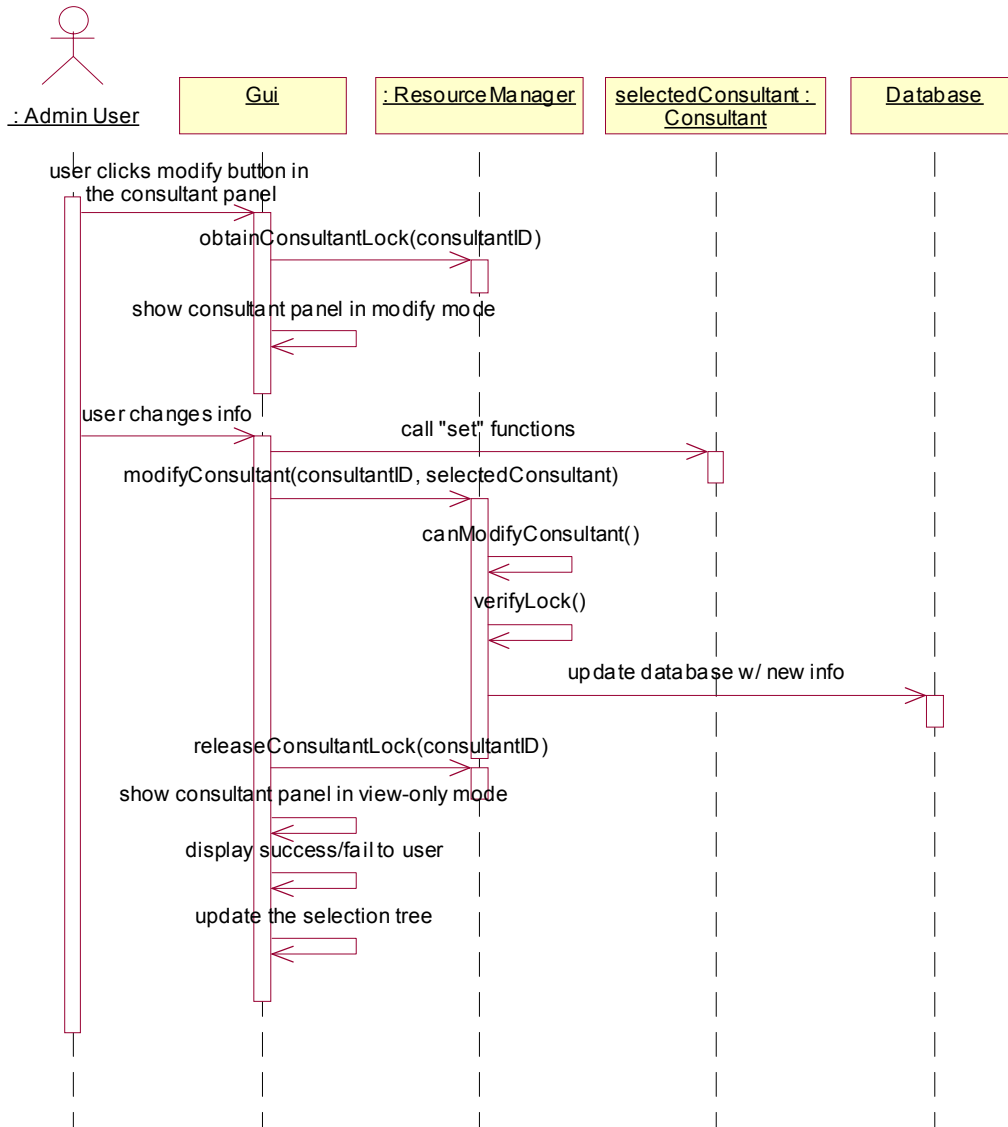 : Admin User
Gui
: ResourceManager
selectedConsultant :
Consultant
Database
user clicks modify button in
the consultant panel
obtainConsultantLock(consultantID)
show consultant panel in modify mode
user changes info
call "set" functions
modifyConsultant(consultantID, selectedConsultant)
canModifyConsultant()
verifyLock()
update database w/ new info
releaseConsultantLock(consultantID)
show consultant panel in view-only mode
display success/fail to user
update the selection tree